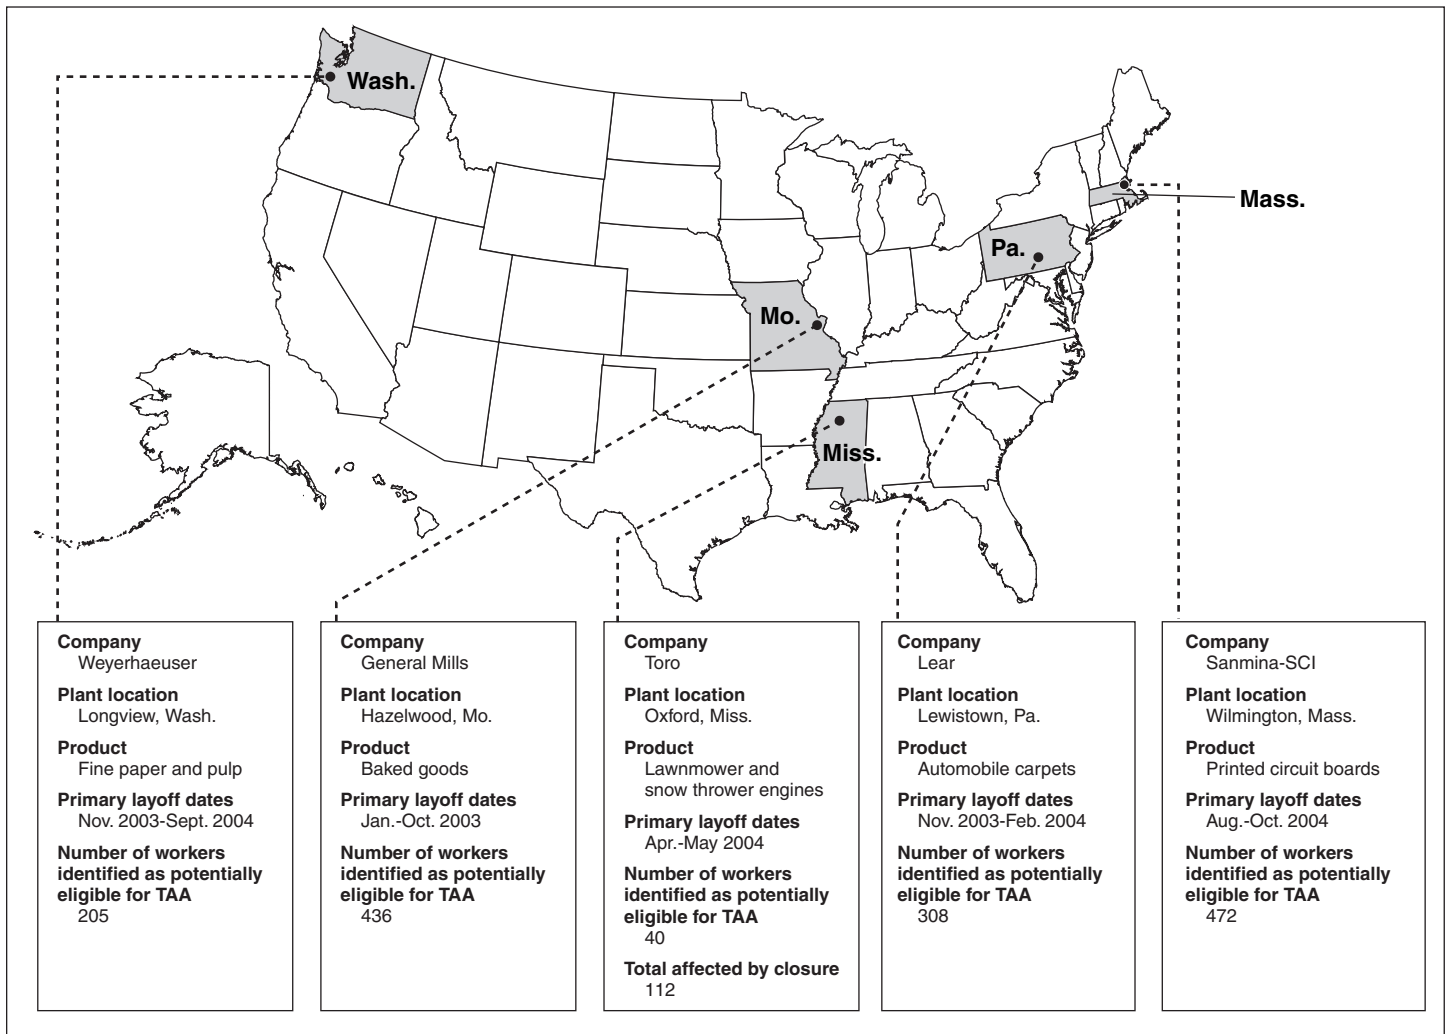 Wash.
Mass.
Pa.
Mo.
Miss.
Company
Weyerhaeuser
Plant location
Longview, Wash.
Product
Fine paper and pulp
Primary layoff dates
Nov. 2003-Sept. 2004
Number of workers
identified as potentially
eligible for TAA
205
Company
General Mills
Plant location
Hazelwood, Mo.
Product
Baked goods
Primary layoff dates
Jan.-Oct. 2003
Number of workers
identified as potentially
eligible for TAA
436
Company
Toro
Plant location
Oxford, Miss.
Product
Lawnmower and
snow thrower engines
Primary layoff dates
Apr.-May 2004
Number of workers
identified as potentially
eligible for TAA
40
Total affected by closure
112
Company
Lear
Plant location
Lewistown, Pa.
Product
Automobile carpets
Primary layoff dates
Nov. 2003-Feb. 2004
Number of workers
identified as potentially
eligible for TAA
308
Company
Sanmina-SCI
Plant location
Wilmington, Mass.
Product
Printed circuit boards
Primary layoff dates
Aug.-Oct. 2004
Number of workers
identified as potentially
eligible for TAA
472